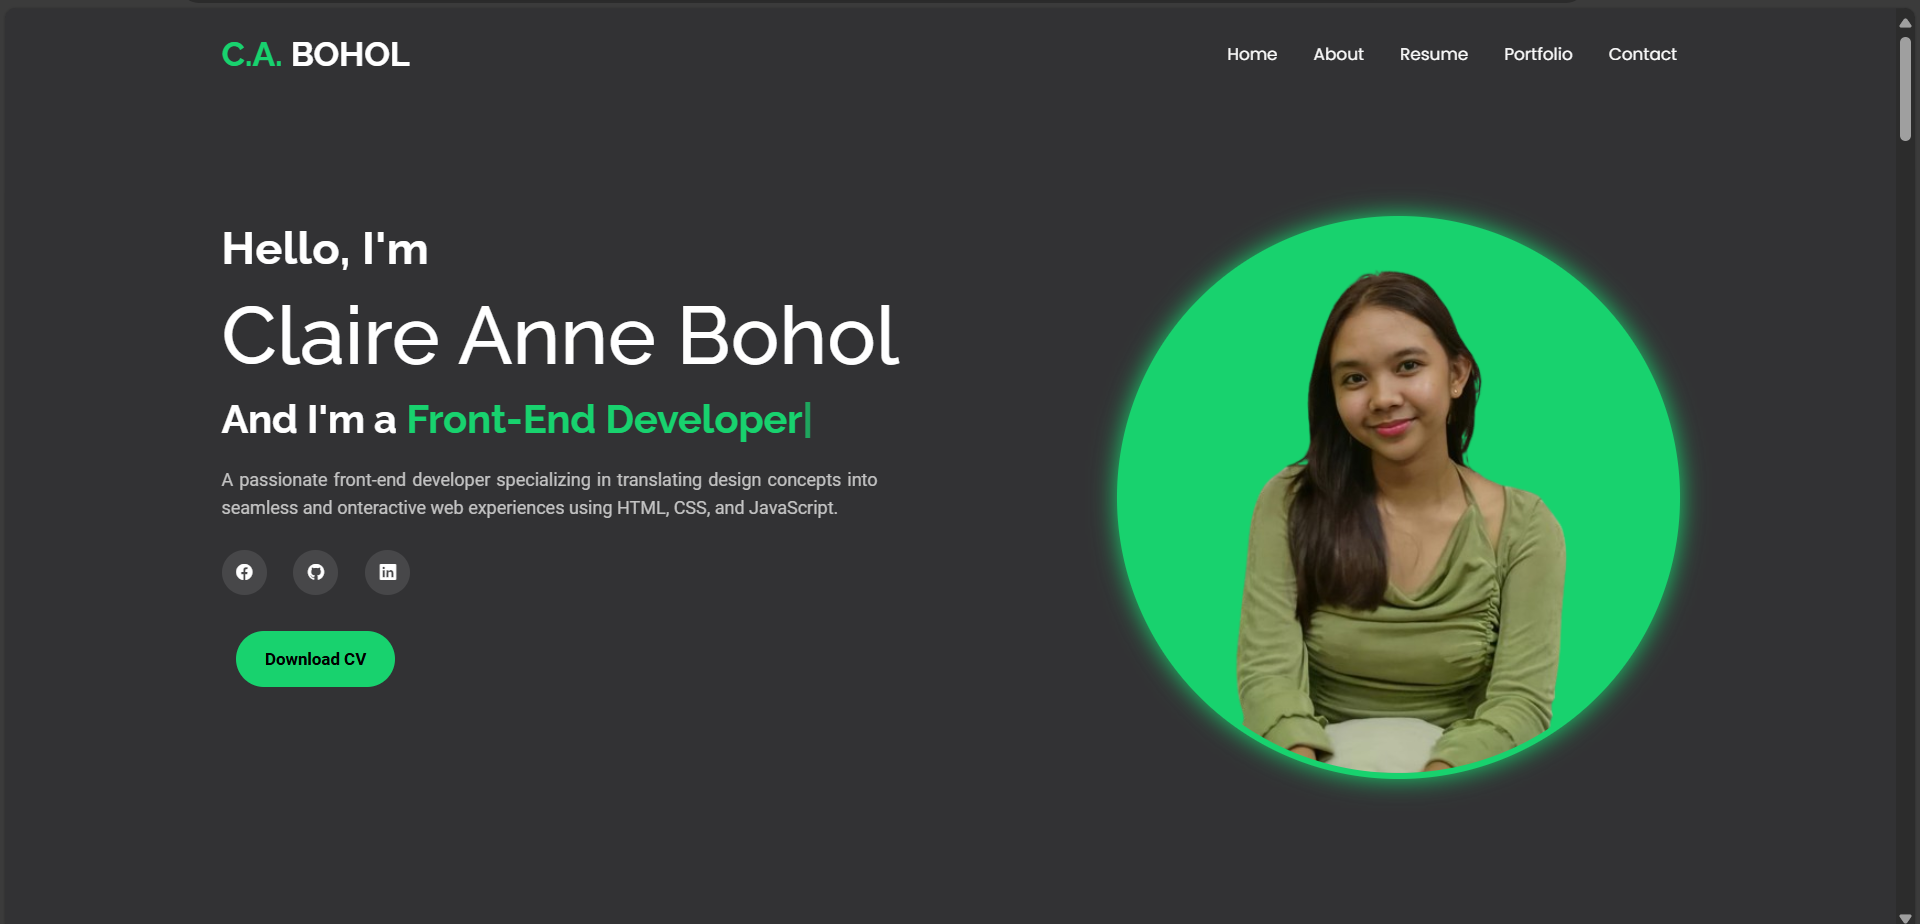 C.A. BOHOL
Home About Resume Portfolio Contact
Hello, I'm
Claire Anne Bohol
And I'm a Front-End Developer|
A passionate front-end developer specializing in translating design concepts into
seamless and onteractive web experiences using HTML, CSS, and JavaScript.
in
Download CV